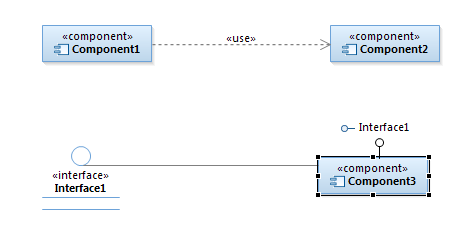 «component»
Component1
«use»
«component»
Component2
Interface1
«interface»
Interface1
«component»
Component3